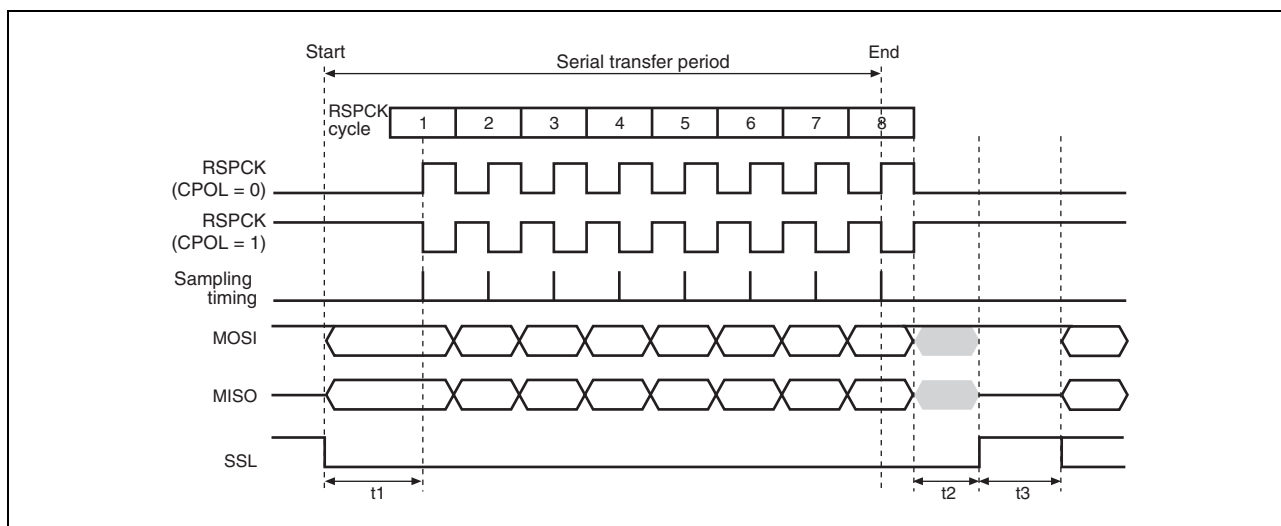 Start
End
Serial transfer period
RSPCK
cycle
1 2 3 4 5 6 7 8
RSPCK
(CPOL = 0)
RSPCK
(CPOL = 1)
Sampling
timing
MOSI
MISO
SSL
t1
t2
t3